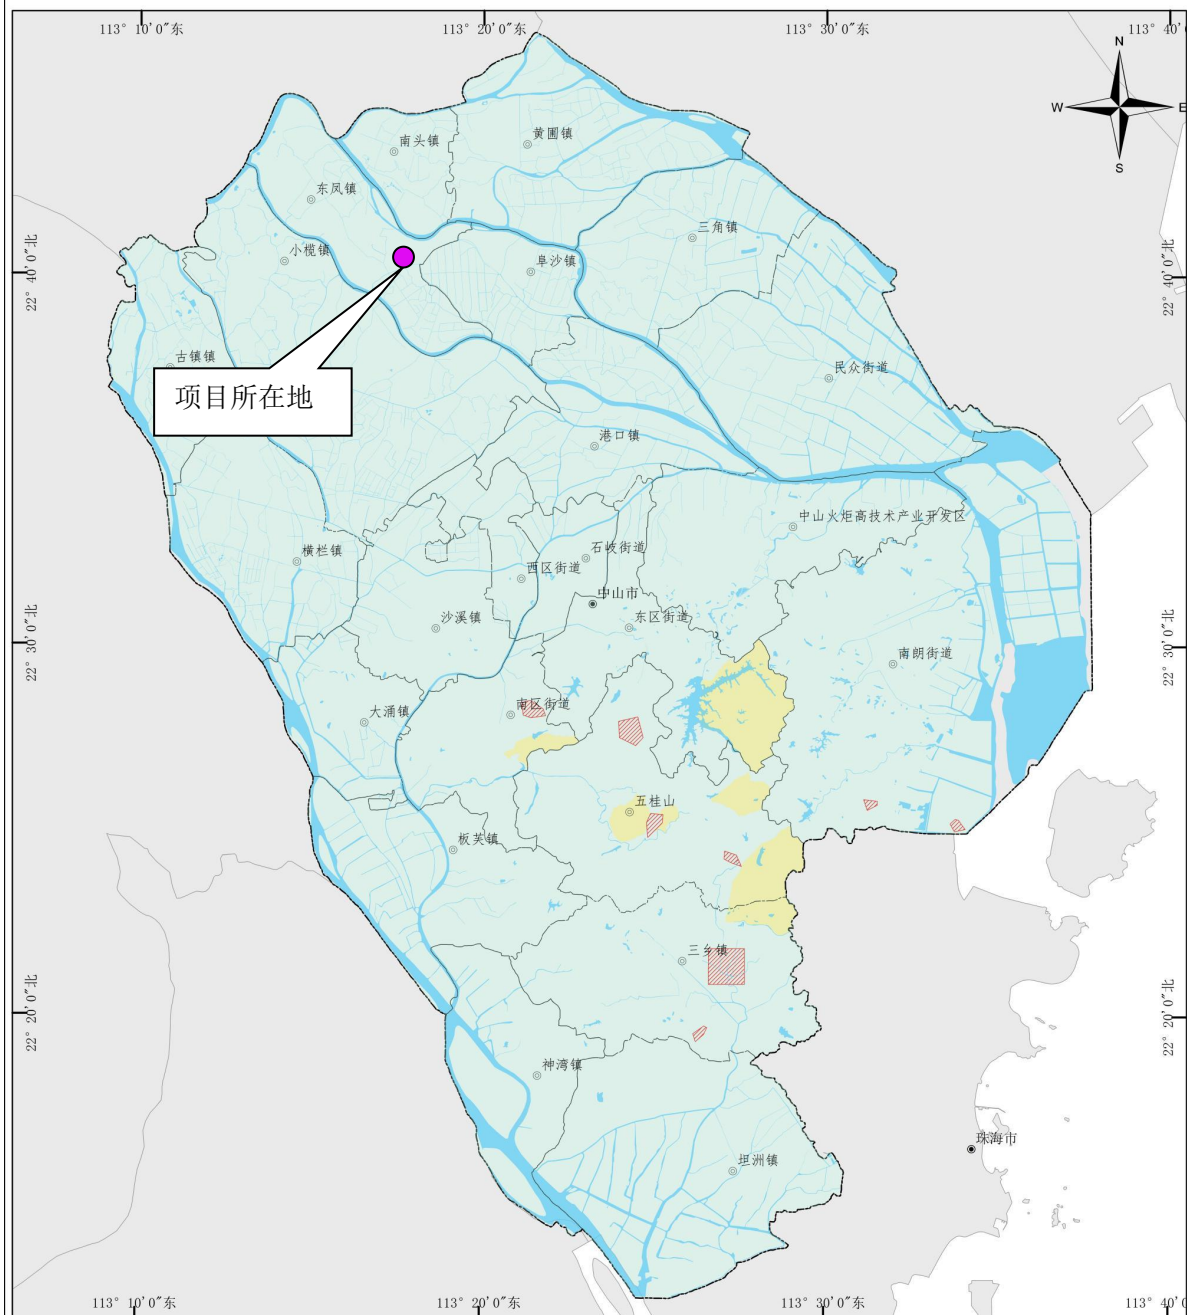 113° 10'0"东
113° 20'0"东
113° 30'0"东
113° 40'0"
N
W
E
S
南头镇
黄圃镇
东凤镇
三角镇
小榄镇
阜沙镇
22° 40'0"北
22° 40'0"北
古镇镇
民众街道
项目所在地
港口镇
中山火炬高技术产业开发区
横栏镇
石岐街道
西区街道
中山市
沙溪镇
东区街道
22° 30'0"北
22° 30'0"北
南朗街道
大涌镇
南区街道
五桂山
板芙镇
三乡镇
22° 20'0"北
22° 20'0"北
神湾镇
珠海市
坦洲镇
113° 10'0"东
113° 20'0"东
113° 30'0"东
113° 40'0"